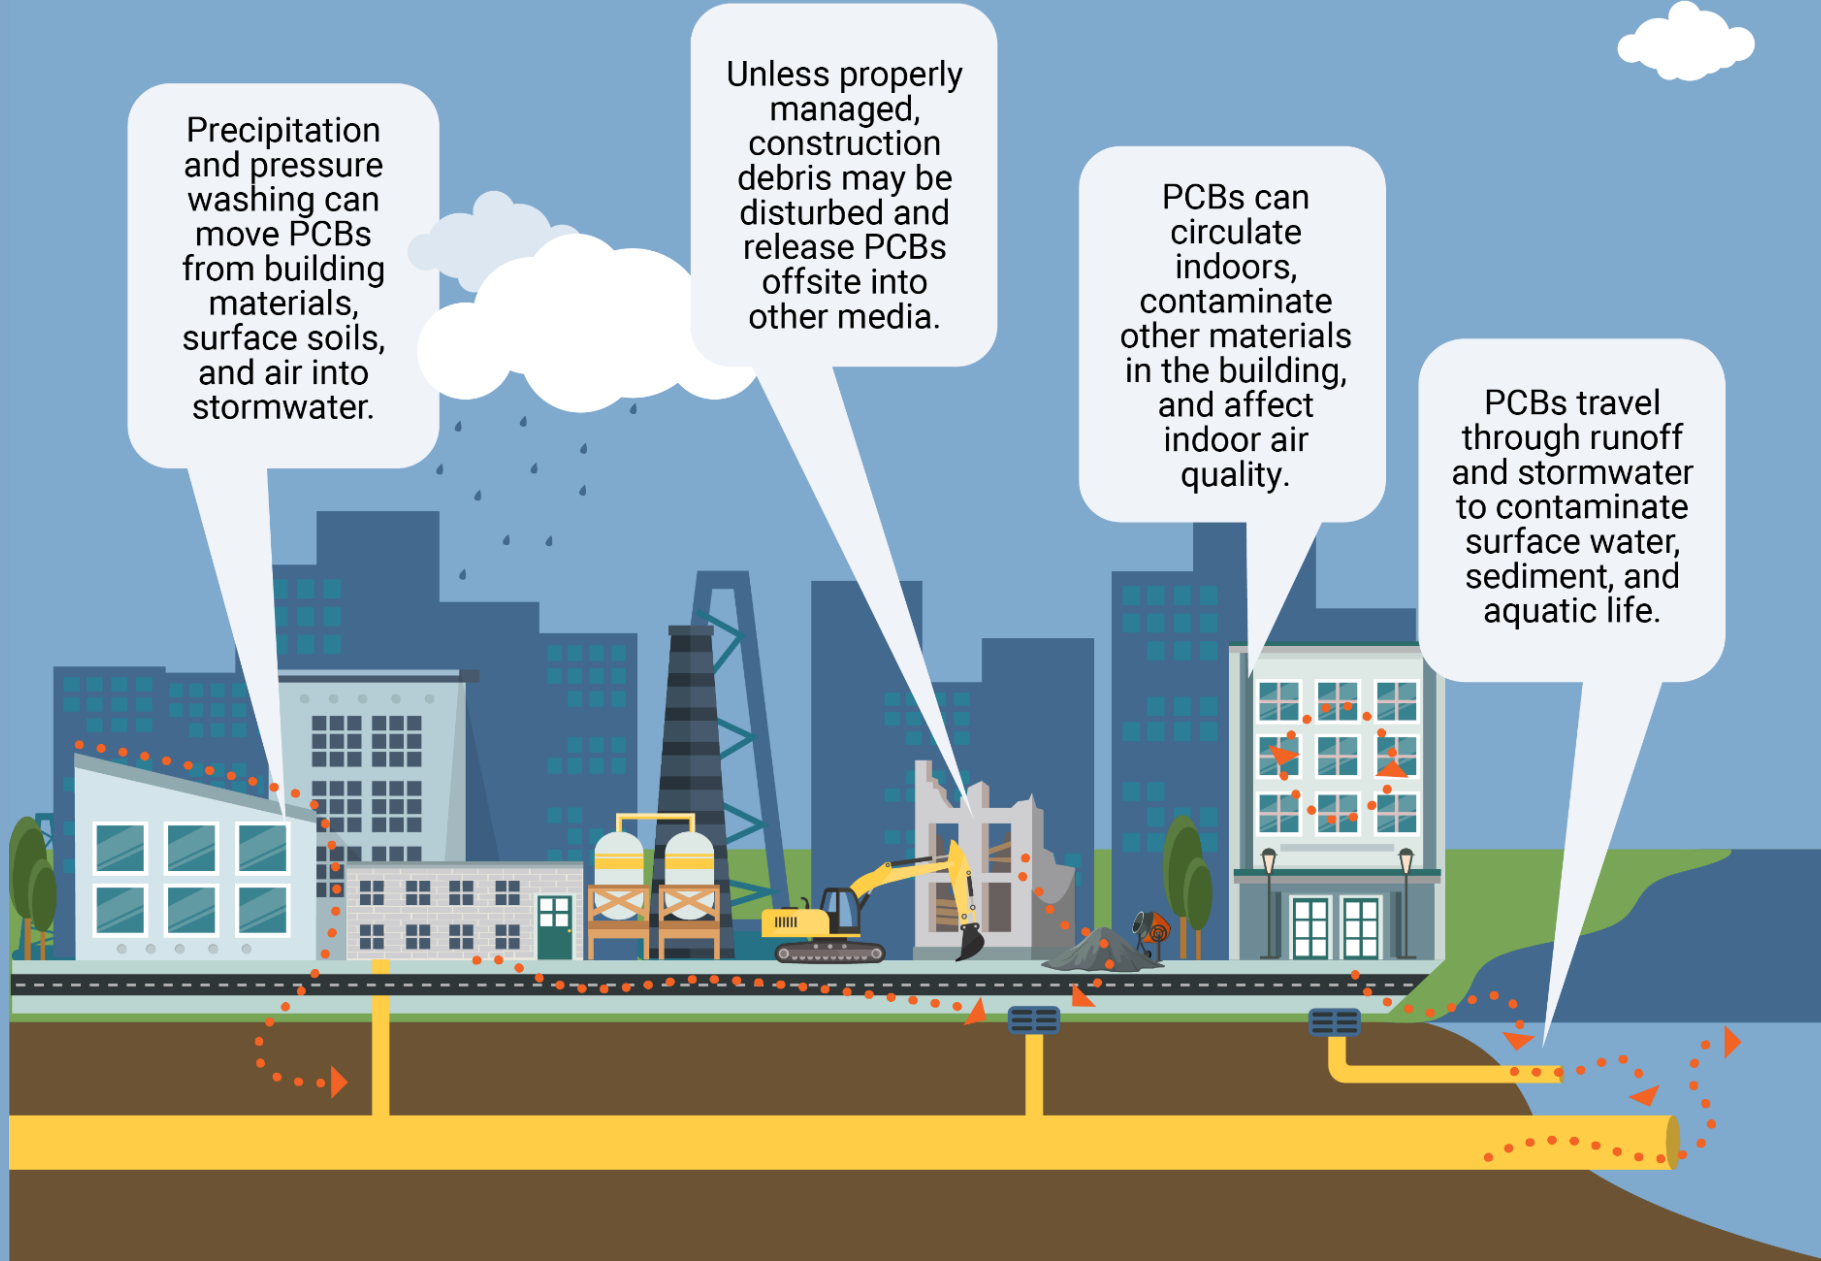 Precipitation
and pressure
washing can
move PCBs
from building
materials,
surface soils,
and air into
stormwater.
Unless properly
managed,
construction
debris may be
disturbed and
release PCBs
offsite into
other media.
PCBs can
circulate
indoors,
contaminate
other materials
in the building,
and affect
indoor air
quality.
PCBs travel
through runoff
and stormwater
to contaminate
surface water,
sediment, and
aquatic life.